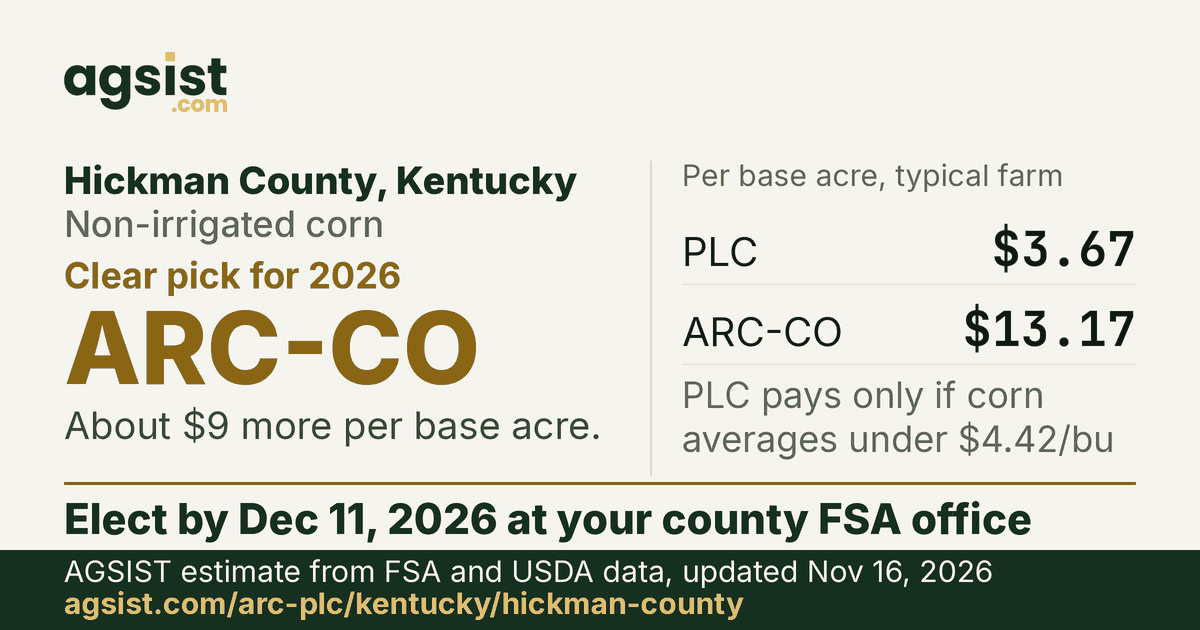 agsist
.com
Hickman County, Kentucky
Non-irrigated corn
Clear pick for 2026
ARC-CO
About $9 more per base acre.
Per base acre, typical farm
PLC $3.67
ARC-CO $13.17
PLC pays only if corn
averages under $4.42/bu
Elect by Dec 11, 2026 at your county FSA office
AGSIST estimate from FSA and USDA data, updated Nov 16, 2026
agsist.com/arc-plc/kentucky/hickman-county